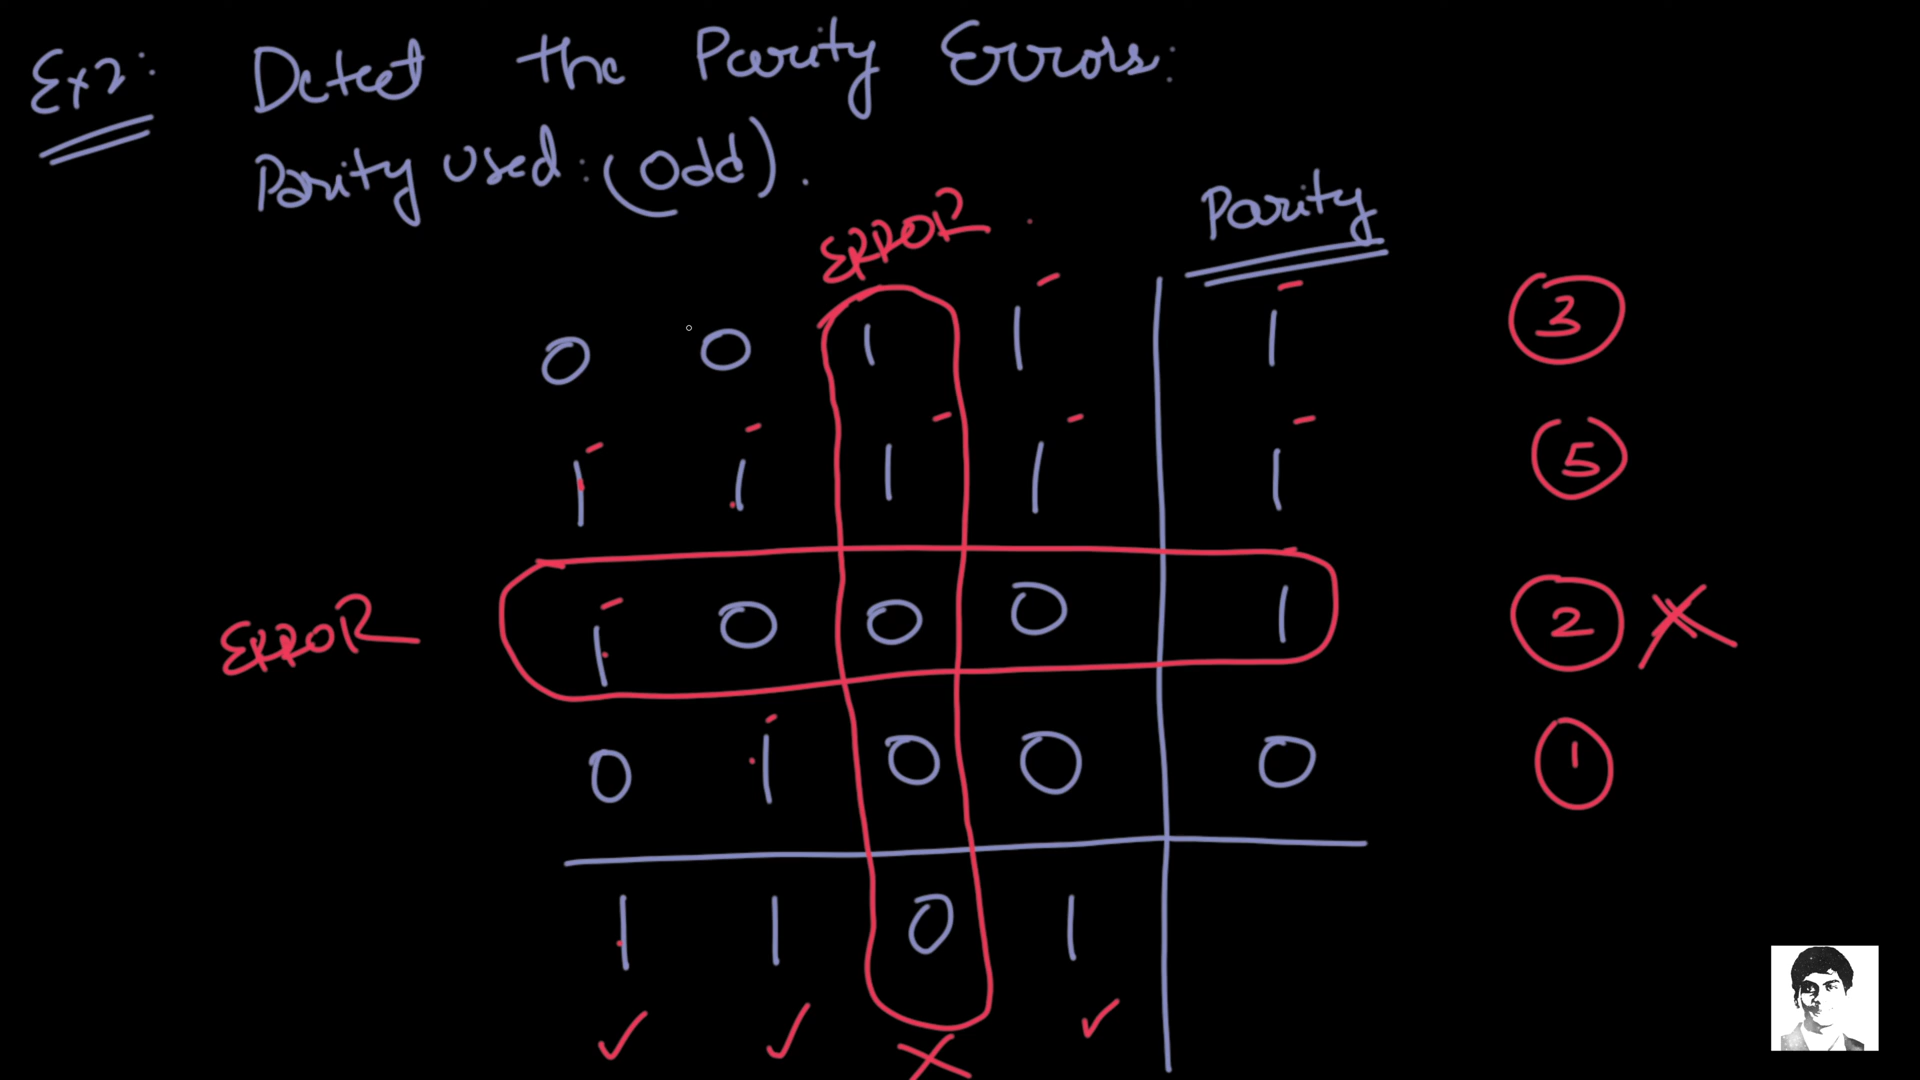 Ex2: Detect the Parity Errors:
Parity used: (Odd).
ERROR
Parity
0 0 1 1 1 3
1 1 1 1 1 5
ERROR 1 0 0 0 1 2 ✗
0 1 0 0 0 1
1 1 0 1
✓ ✓ ✗ ✓